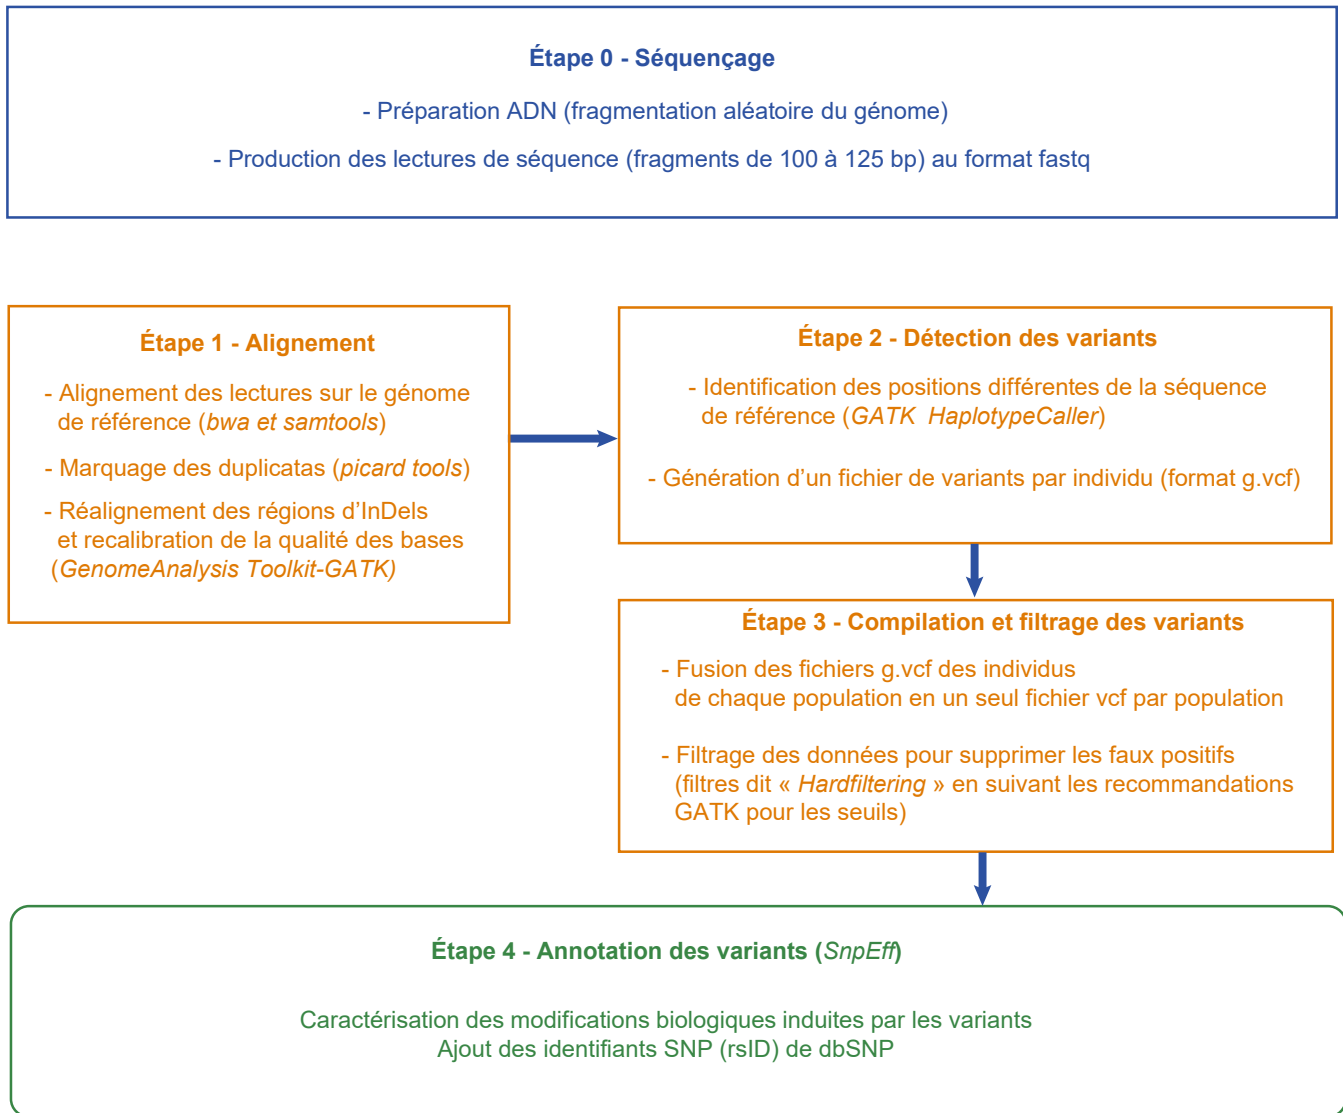 Étape 0 - Séquençage
- Préparation ADN (fragmentation aléatoire du génome)
- Production des lectures de séquence (fragments de 100 à 125 bp) au format fastq
Étape 1 - Alignement
- Alignement des lectures sur le génome
de référence (bwa et samtools)
- Marquage des duplicatas (picard tools)
- Réalignement des régions d’InDels
et recalibration de la qualité des bases
(GenomeAnalysis Toolkit-GATK)
Étape 2 - Détection des variants
- Identification des positions différentes de la séquence
de référence (GATK HaplotypeCaller)
- Génération d’un fichier de variants par individu (format g.vcf)
Étape 3 - Compilation et filtrage des variants
- Fusion des fichiers g.vcf des individus
de chaque population en un seul fichier vcf par population
- Filtrage des données pour supprimer les faux positifs
(filtres dit « Hardfiltering » en suivant les recommandations
GATK pour les seuils)
Étape 4 - Annotation des variants (SnpEff)
Caractérisation des modifications biologiques induites par les variants
Ajout des identifiants SNP (rsID) de dbSNP